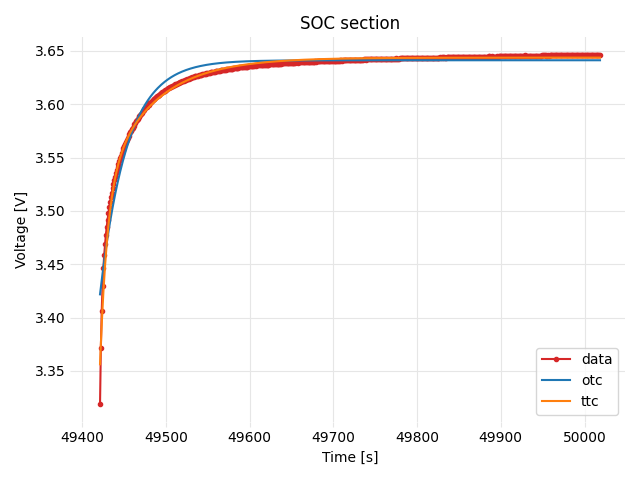 SOC section
Voltage [V]
3.65
3.60
3.55
3.50
3.45
3.40
3.35
data
otc
ttc
49400 49500 49600 49700 49800 49900 50000
Time [s]